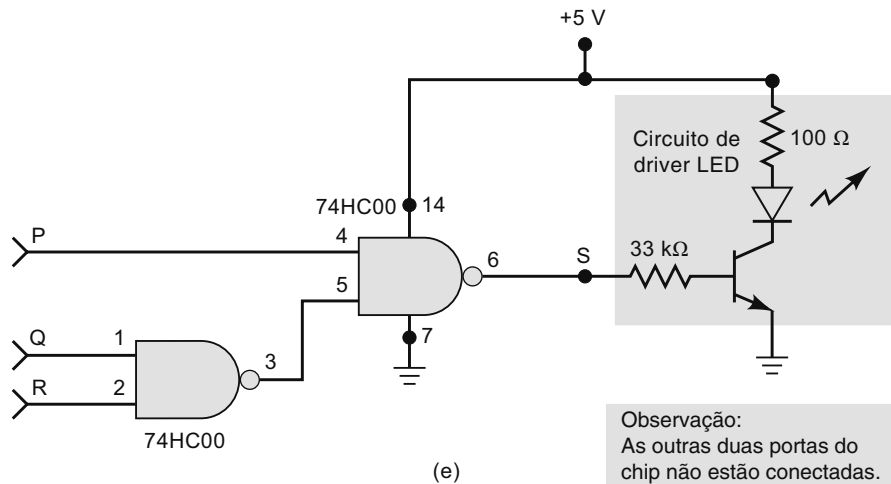 +5 V
Circuito de
driver LED
100 Ω
74HC00
14
P
4
6
S
33 kΩ
5
7
Q
1
3
R
2
74HC00
(e)
Observação:
As outras duas portas do
chip não estão conectadas.